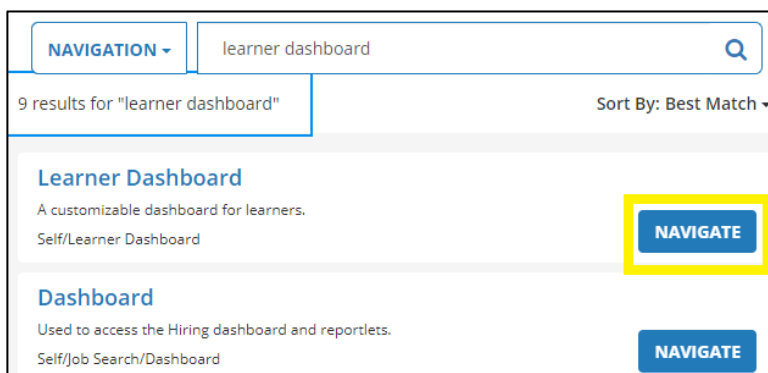 NAVIGATION
learner dashboard
9 results for "learner dashboard"
Sort By: Best Match
Learner Dashboard
A customizable dashboard for learners.
Self/Learner Dashboard
NAVIGATE
Dashboard
Used to access the Hiring dashboard and reportlets.
Self/Job Search/Dashboard
NAVIGATE